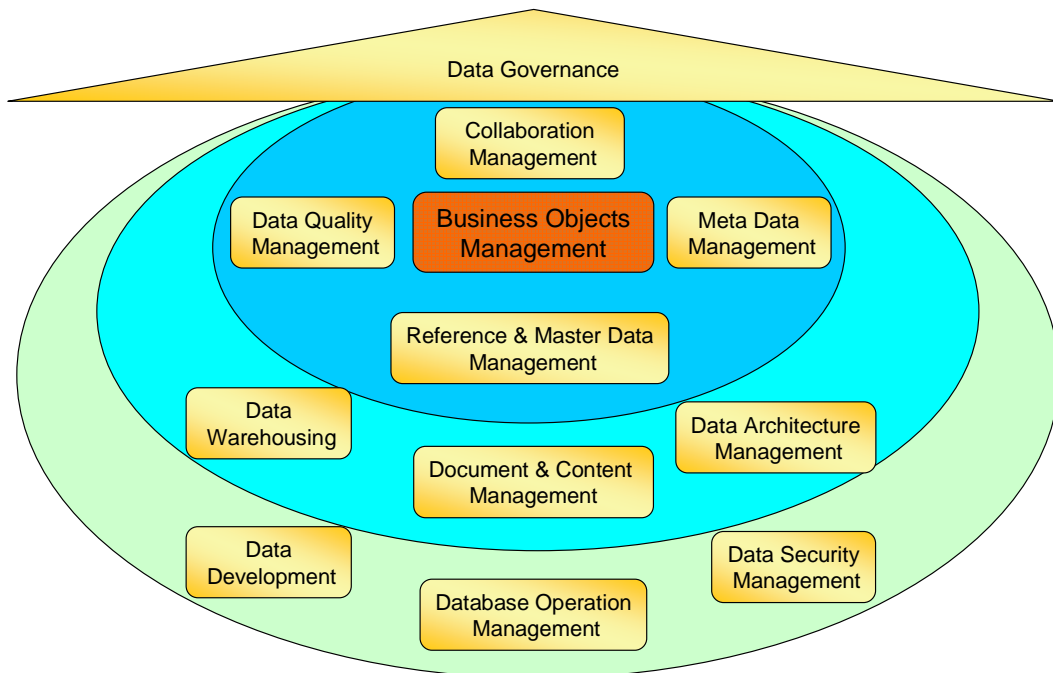 Data Governance
Collaboration
Management
Data Quality
Management
Business Objects
Management
Meta Data
Management
Reference & Master Data
Management
Data
Warehousing
Data Architecture
Management
Document & Content
Management
Data
Development
Data Security
Management
Database Operation
Management